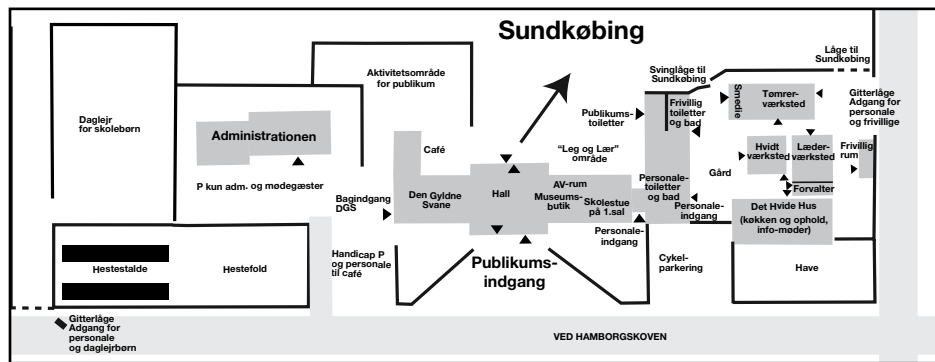 Sundkøbing
Låge til
Sundkøbing
Svinglåge til
Sundkøbing
Aktivitetsområde
for publikum
Daglejr
for skolebørn
Smedie
Tømrer-
værksted
Gitterlåge
Adgang for
personale
og frivillige
Frivillig
toiletter
og bad
Publikums-
toiletter
Administrationen
Café
"Leg og Lær"
område
Hvidt
værksted
Læder-
værksted
Frivillig
rum
P kun adm. og mødegæster
Bagindgang
DGS
Den Gyldne
Svane
Hall
AV-rum
Museums-
butik
Skolestue
på 1.sal
Personale-
toiletter
og bad
Gård
Forvalter
Personale-
indgang
Det Hvide Hus
(køkken og ophold,
info-møder)
Personale-
indgang
Handicap P
og personale
til café
Publikums-
indgang
Cykel-
parkering
Have
Hestestalde
Hestefold
Gitterlåge
Adgang for
personale
og daglejrbørn
VED HAMBORGSKOVEN